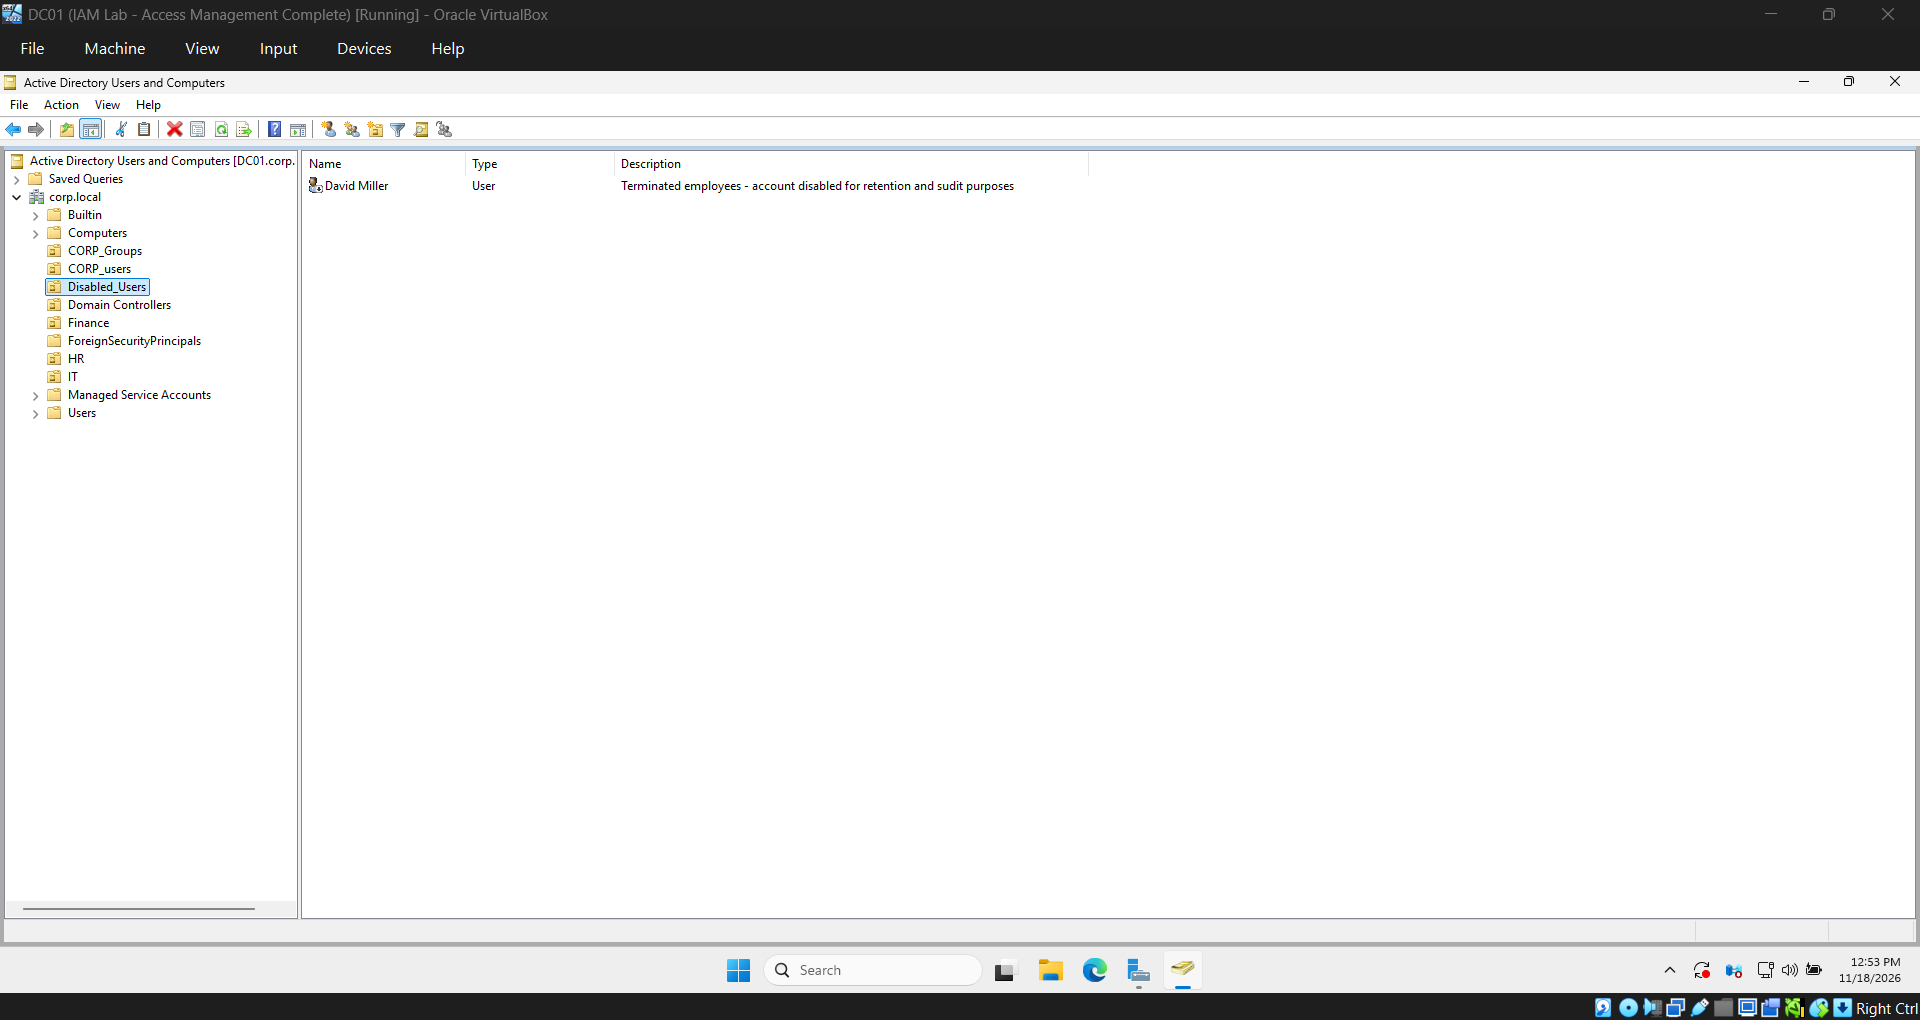 DC01 (IAM Lab - Access Management Complete) [Running] - Oracle VirtualBox
File Machine View Input Devices Help
Active Directory Users and Computers
File Action View Help
Active Directory Users and Computers [DC01.corp.
Saved Queries
corp.local
Builtin
Computers
CORP_Groups
CORP_users
Disabled_Users
Domain Controllers
Finance
ForeignSecurityPrincipals
HR
IT
Managed Service Accounts
Users
Name Type Description
David Miller User Terminated employees - account disabled for retention and sudit purposes
Search
12:53 PM
11/18/2026
Right Ctrl